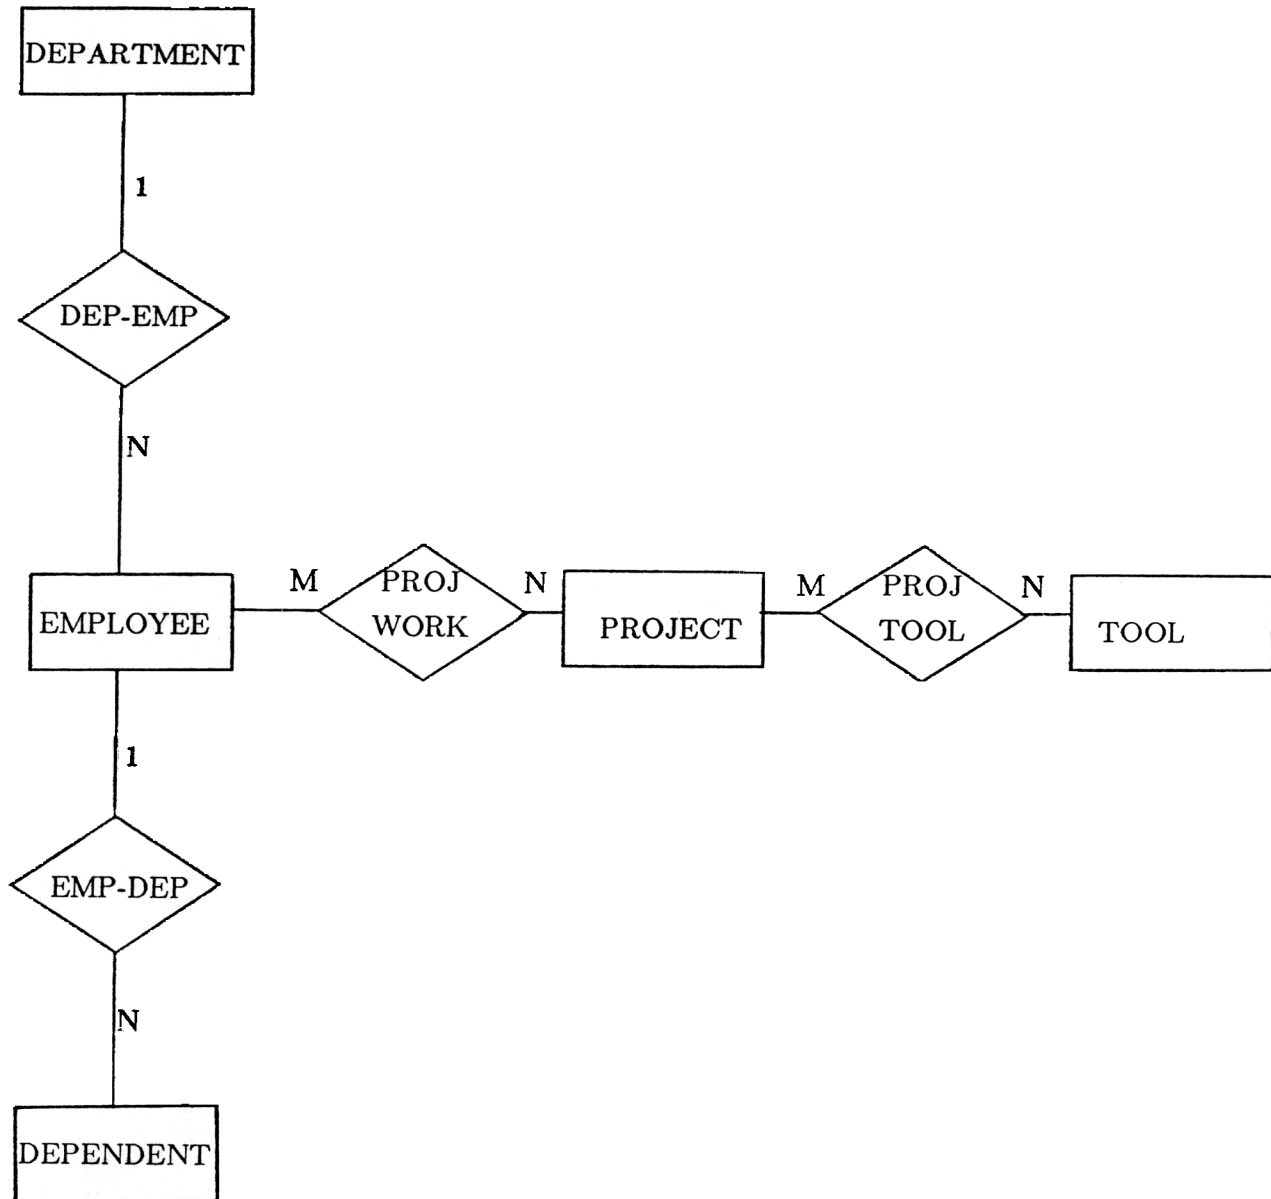 DEPARTMENT
1
DEP-EMP
N
M PROJ N M PROJ N
EMPLOYEE WORK PROJECT TOOL TOOL
1
EMP-DEP
N
DEPENDENT